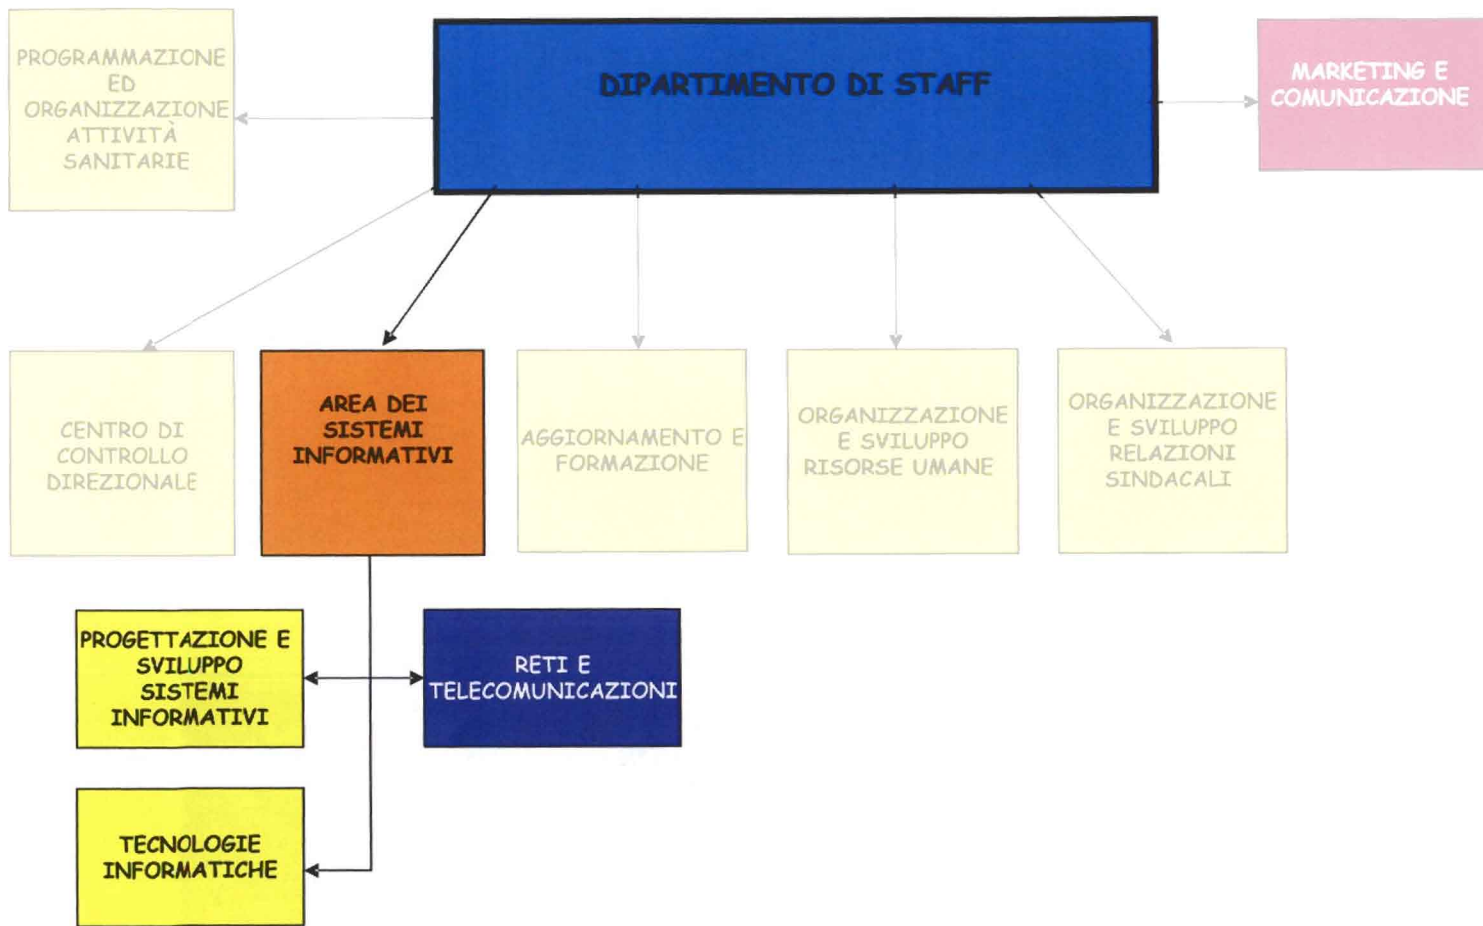 PROGRAMMAZIONE
ED
ORGANIZZAZIONE
ATTIVITÀ
SANITARIE
DIPARTIMENTO DI STAFF
MARKETING E
COMUNICAZIONE
CENTRO DI
CONTROLLO
DIREZIONALE
AREA DEI
SISTEMI
INFORMATIVI
AGGIORNAMENTO E
FORMAZIONE
ORGANIZZAZIONE
E SVILUPPO
RISORSE UMANE
ORGANIZZAZIONE
E SVILUPPO
RELAZIONI
SINDACALI
PROGETTAZIONE E
SVILUPPO
SISTEMI
INFORMATIVI
RETI E
TELECOMUNICAZIONI
TECNOLOGIE
INFORMATICHE